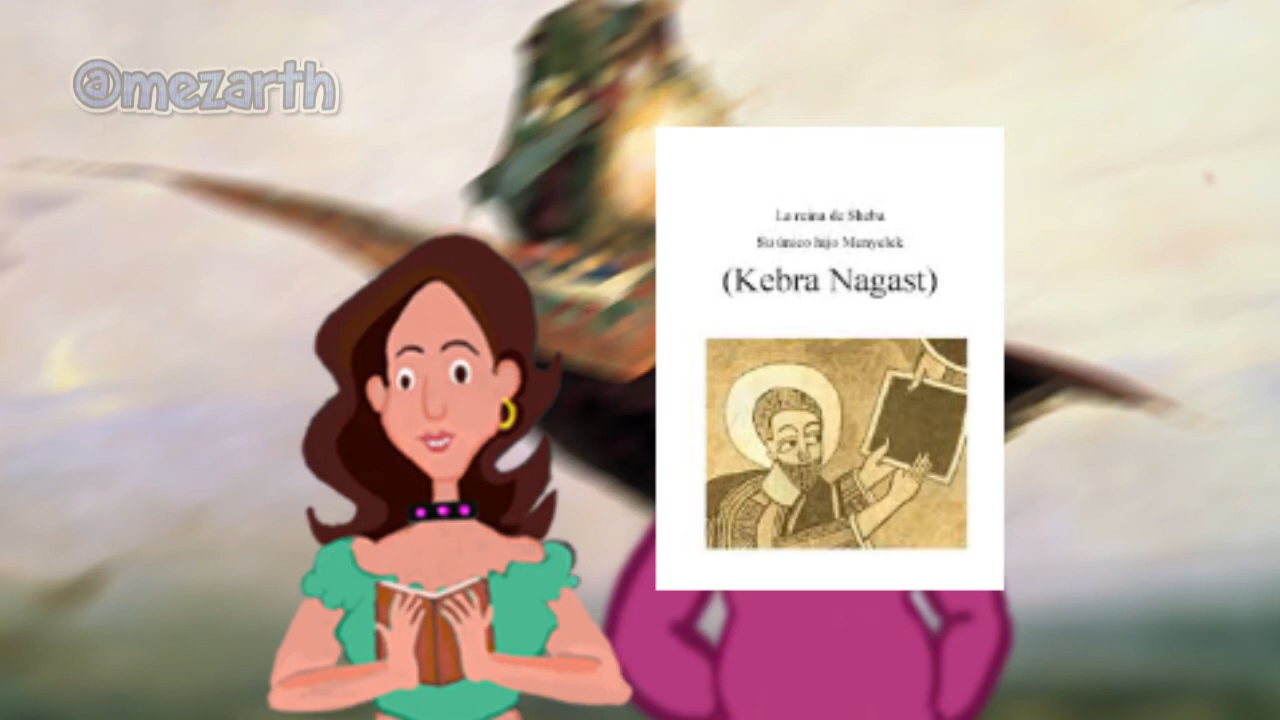 @mezarth
La reina de Sheba
Su único hijo Menyelek
(Kebra Nagast)